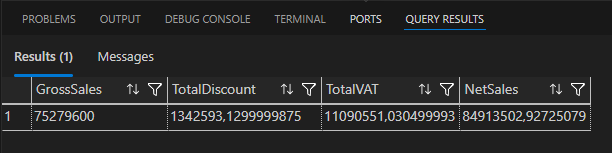 PROBLEMS OUTPUT DEBUG CONSOLE TERMINAL PORTS QUERY RESULTS
Results (1) Messages
GrossSales TotalDiscount TotalVAT NetSales
1 75279600 1342593,1299999875 11090551,030499993 84913502,92725079